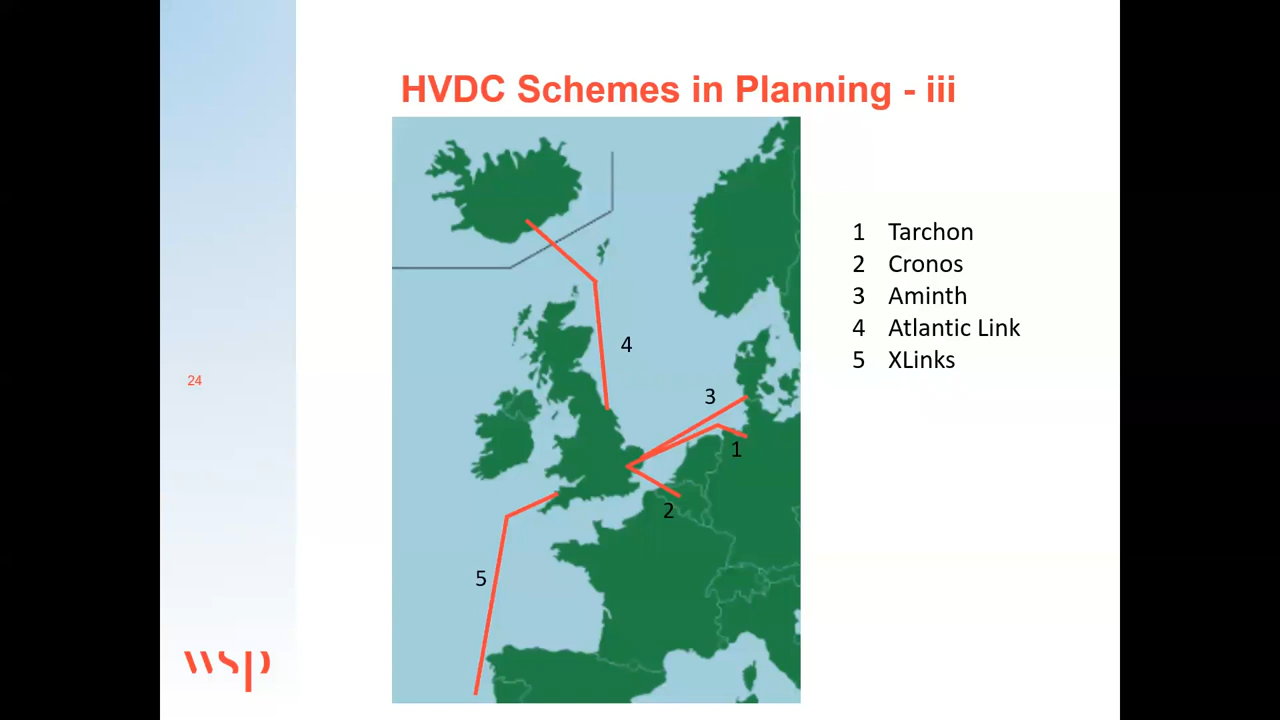 HVDC Schemes in Planning - iii
1 Tarchon
2 Cronos
3 Aminth
4 Atlantic Link
5 XLinks
4
3
1
2
5
24
wsp